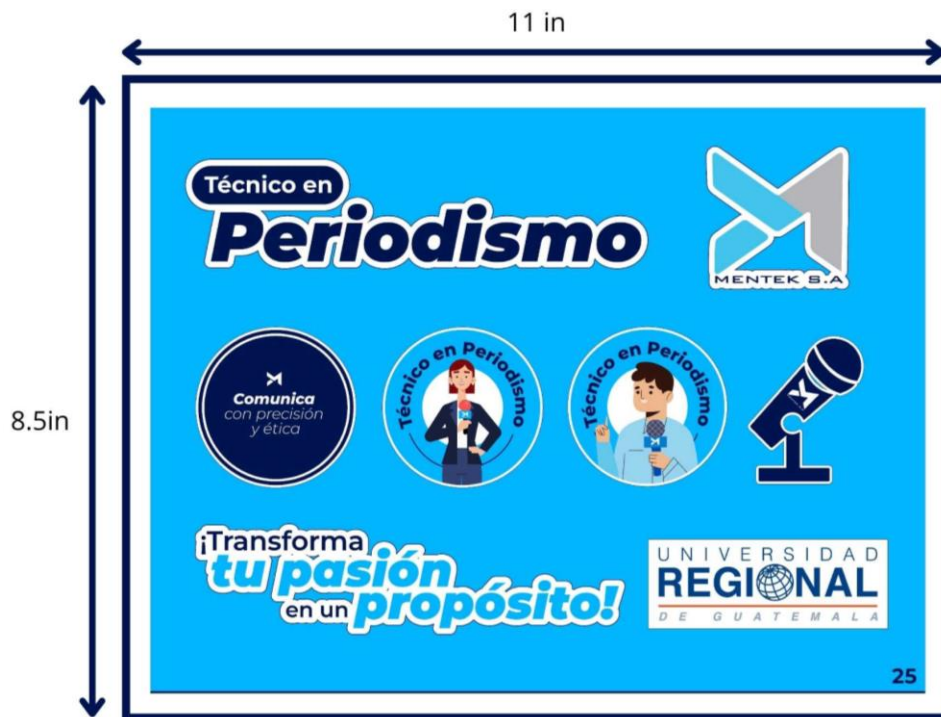 11 in
8.5in
Técnico en
Periodismo
MENTEK S.A
Comunica
con precisión
y ética
Técnico en Periodismo
Técnico en Periodismo
¡Transforma
tu pasión
en un propósito!
UNIVERSIDAD
REGIONAL
DE GUATEMALA
25